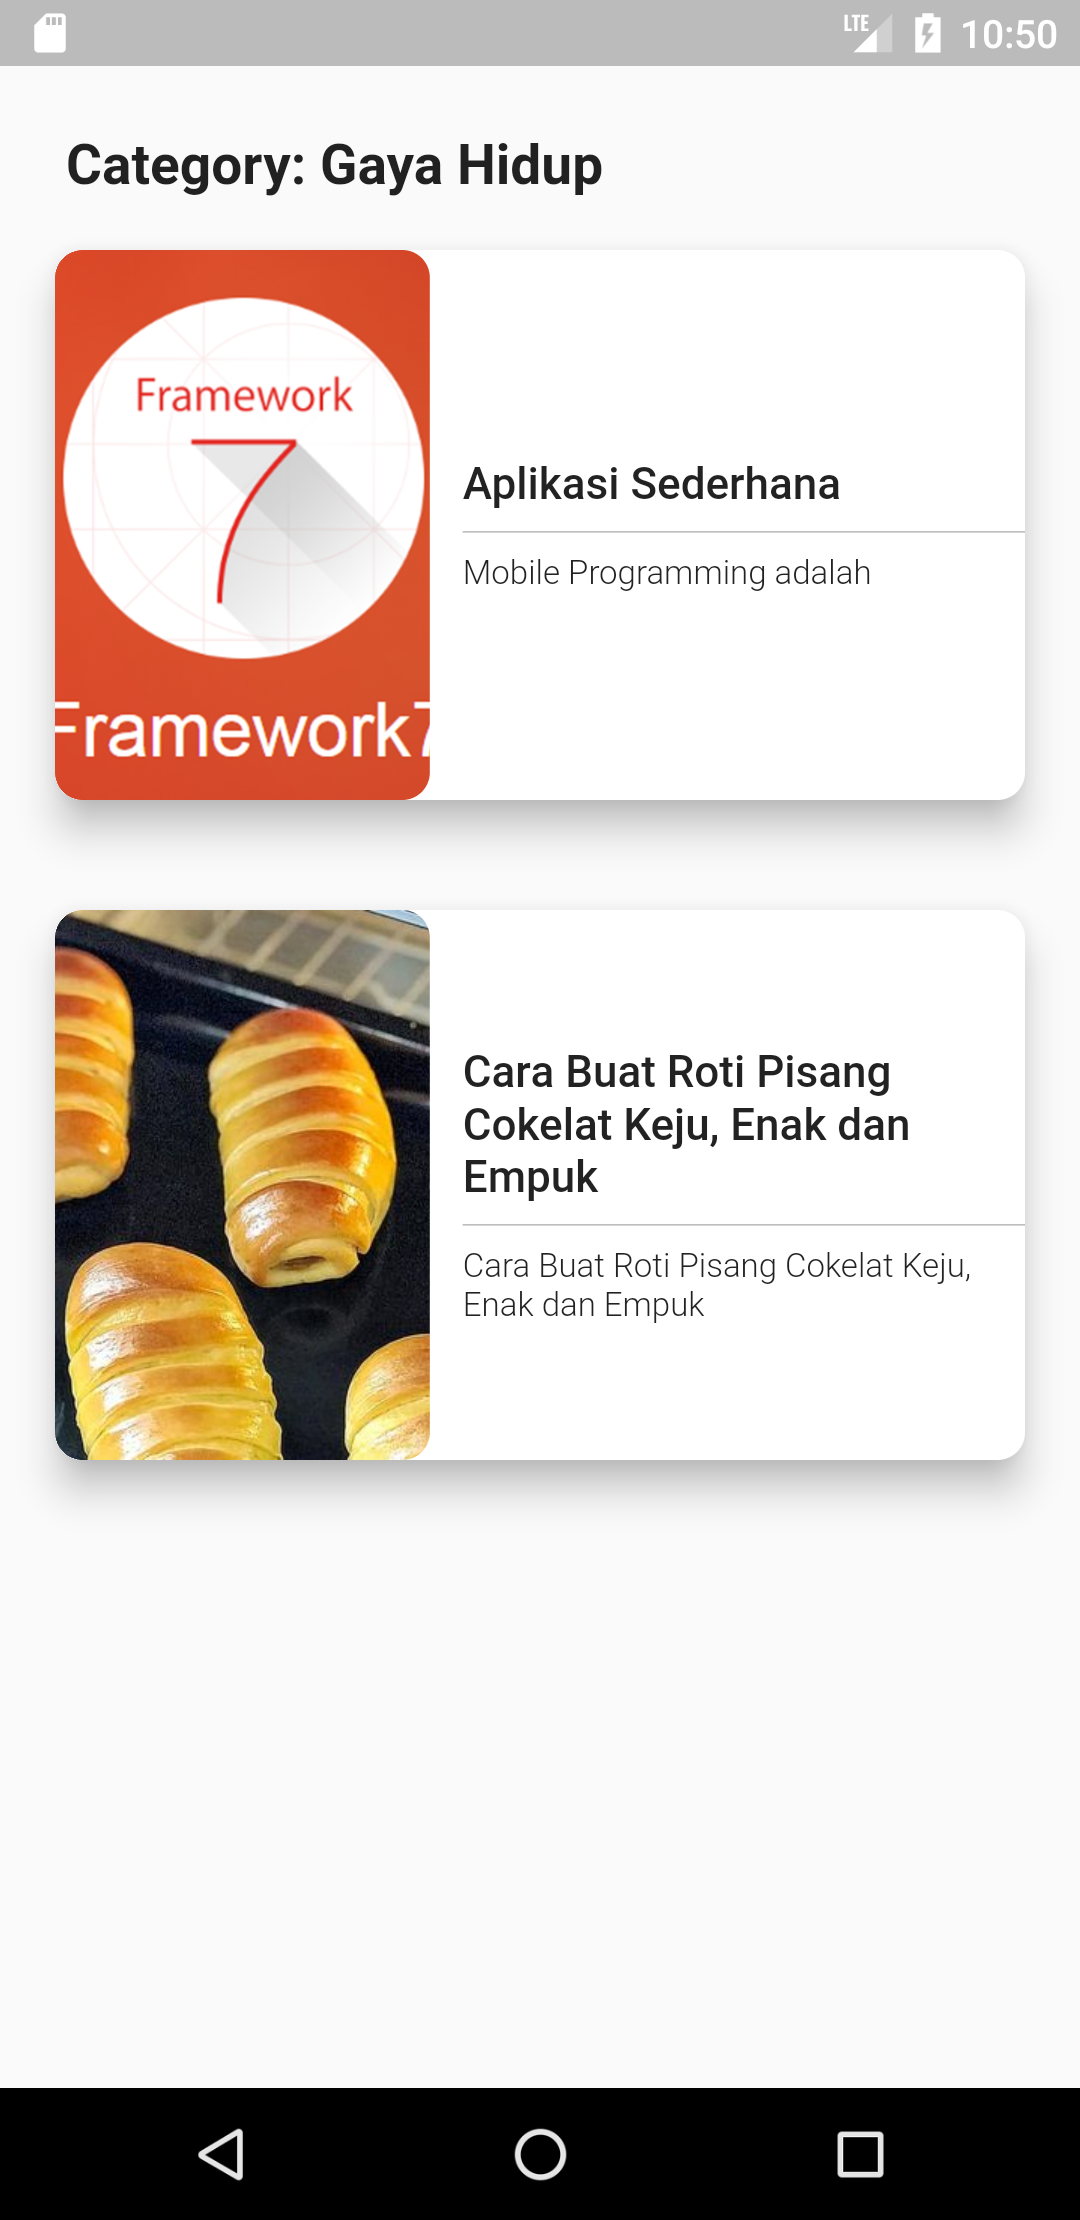 LTE 10:50
Category: Gaya Hidup
Framework
7
Framework7
Aplikasi Sederhana
Mobile Programming adalah
Cara Buat Roti Pisang
Cokelat Keju, Enak dan
Empuk
Cara Buat Roti Pisang Cokelat Keju,
Enak dan Empuk